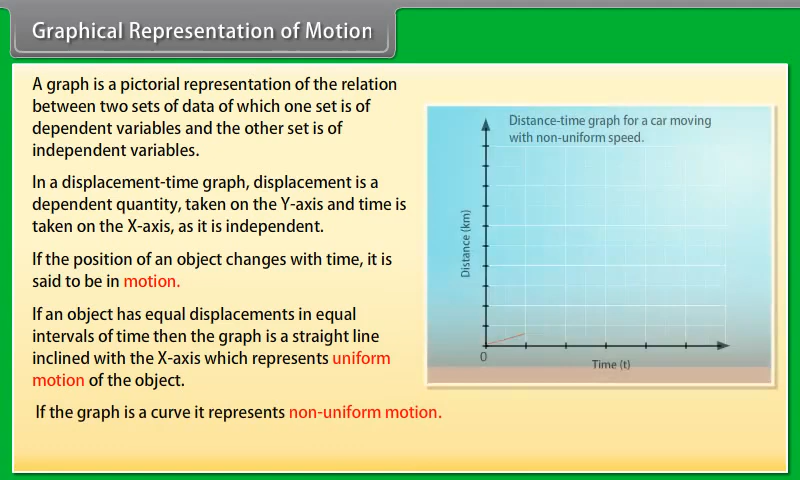 Graphical Representation of Motion
A graph is a pictorial representation of the relation
between two sets of data of which one set is of
dependent variables and the other set is of
independent variables.
In a displacement-time graph, displacement is a
dependent quantity, taken on the Y-axis and time is
taken on the X-axis, as it is independent.
If the position of an object changes with time, it is
said to be in motion.
If an object has equal displacements in equal
intervals of time then the graph is a straight line
inclined with the X-axis which represents uniform
motion of the object.
If the graph is a curve it represents non-uniform motion.
Distance-time graph for a car moving
with non-uniform speed.
Distance (km)
0
Time (t)